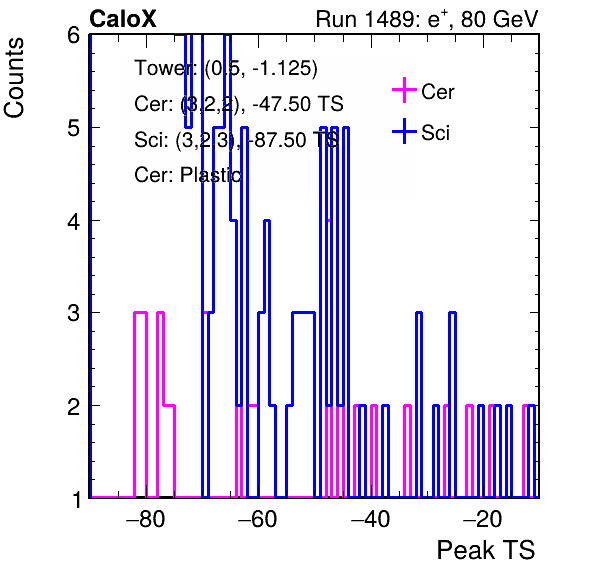 CaloX Run 1489: e+, 80 GeV
Counts
Tower: (0.5, -1.125)
Cer: (3,2,2), -47.50 TS
Sci: (3,2,3), -87.50 TS
Cer: Plastic
Cer
Sci
6
5
4
3
2
1
−80 −60 −40 −20
Peak TS